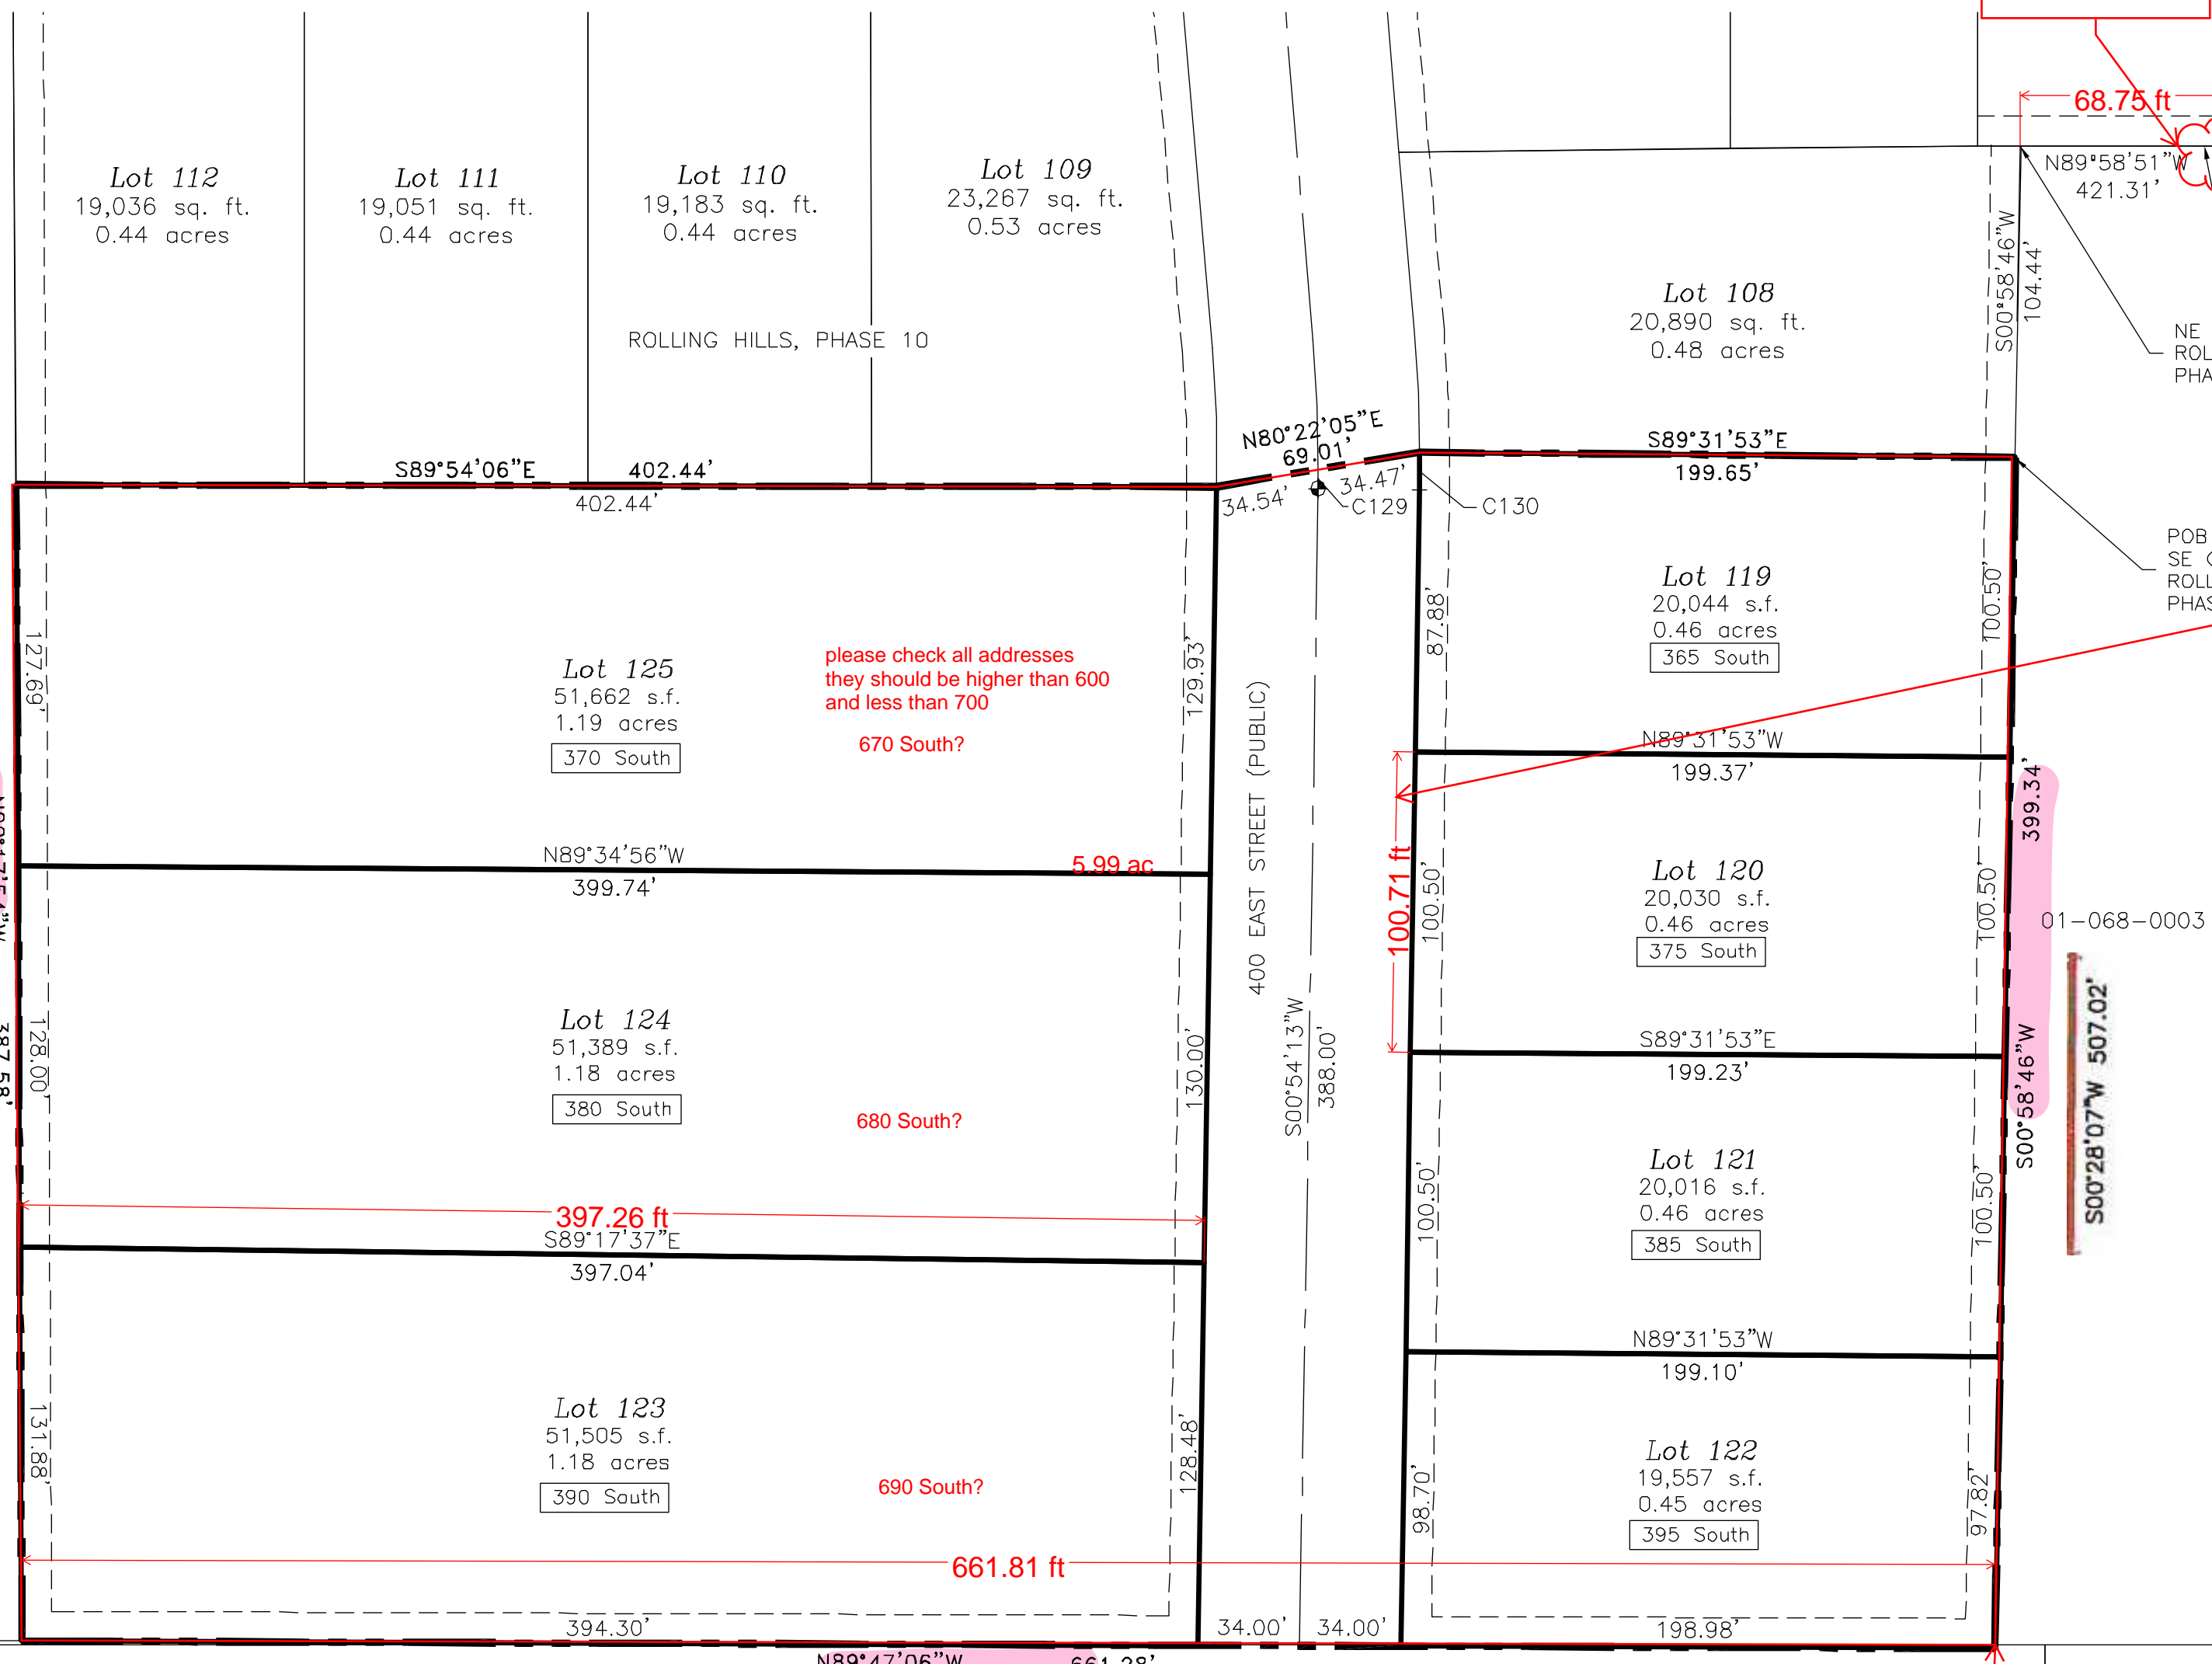 68.75 ft
N89°58'51"W
421.31'
Lot 112
19,036 sq. ft.
0.44 acres
Lot 111
19,051 sq. ft.
0.44 acres
Lot 110
19,183 sq. ft.
0.44 acres
Lot 109
23,267 sq. ft.
0.53 acres
ROLLING HILLS, PHASE 10
Lot 108
20,890 sq. ft.
0.48 acres
S00°58'46"W
104.44'
NE
ROL
PHA
S89°54'06"E 402.44'
402.44'
N80°22'05"E
69.01'
34.54'
34.47'
C129
C130
S89°31'53"E
199.65'
POB
SE
ROLL
PHAS
127.69'
Lot 125
51,662 s.f.
1.19 acres
370 South
please check all addresses
they should be higher than 600
and less than 700
670 South?
129.93'
400 EAST STREET (PUBLIC)
87.88'
Lot 119
20,044 s.f.
0.46 acres
365 South
100.50'
N89°31'53"W
199.37'
N89°34'56"W
399.74'
5.99 ac
100.71 ft
100.50'
Lot 120
20,030 s.f.
0.46 acres
375 South
100.50'
399.34'
S00°58'46"W
01-068-0003
S00°28'07"W 507.02'
387.58'
128.00'
Lot 124
51,389 s.f.
1.18 acres
380 South
680 South?
130.00'
S00°54'13"W
388.00'
S89°31'53"E
199.23'
100.50'
Lot 121
20,016 s.f.
0.46 acres
385 South
100.50'
397.26 ft
S89°17'37"E
397.04'
N89°31'53"W
199.10'
131.88'
Lot 123
51,505 s.f.
1.18 acres
390 South
690 South?
128.48'
98.70'
Lot 122
19,557 s.f.
0.45 acres
395 South
97.82'
661.81 ft
394.30'
34.00'
34.00'
198.98'
N89°47'06"W 661.28'